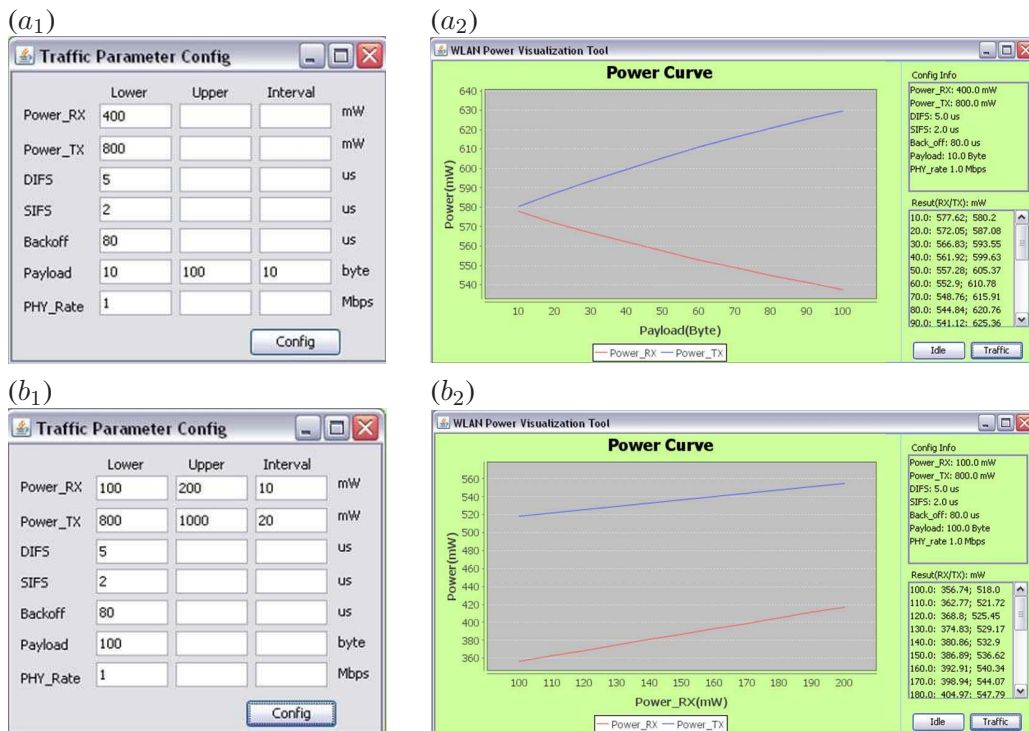 (a1)
Traffic Parameter Config
Lower Upper Interval
Power_RX 400 mW
Power_TX 800 mW
DIFS 5 us
SIFS 2 us
Backoff 80 us
Payload 10 100 10 byte
PHY_Rate 1 Mbps
Config
(a2)
WLAN Power Visualization Tool
Power Curve
Power(mW)
640
630
620
610
600
590
580
570
560
550
540
10 20 30 40 50 60 70 80 90 100
Payload(Byte)
Power_RX Power_TX
Config Info
Power_RX: 400.0 mW
Power_TX: 800.0 mW
DIFS: 5.0 us
SIFS: 2.0 us
Back_off: 80.0 us
Payload: 10.0 Byte
PHY_rate 1.0 Mbps
Resut(RX/TX): mW
10.0: 577.62; 580.2
20.0: 572.05; 587.08
30.0: 566.83; 593.55
40.0: 561.92; 599.63
50.0: 557.28; 605.37
60.0: 552.9; 610.78
70.0: 548.76; 615.91
80.0: 544.84; 620.76
90.0: 541.12; 625.36
Idle Traffic
(b1)
Traffic Parameter Config
Lower Upper Interval
Power_RX 100 200 10 mW
Power_TX 800 1000 20 mW
DIFS 5 us
SIFS 2 us
Backoff 80 us
Payload 100 byte
PHY_Rate 1 Mbps
Config
(b2)
WLAN Power Visualization Tool
Power Curve
Power(mW)
560
540
520
500
480
460
440
420
400
380
360
100 110 120 130 140 150 160 170 180 190 200
Power_RX(mW)
Power_RX Power_TX
Config Info
Power_RX: 100.0 mW
Power_TX: 800.0 mW
DIFS: 5.0 us
SIFS: 2.0 us
Back_off: 80.0 us
Payload: 100.0 Byte
PHY_rate 1.0 Mbps
Resut(RX/TX): mW
100.0: 356.74; 518.0
110.0: 362.77; 521.72
120.0: 368.8; 525.45
130.0: 374.83; 529.17
140.0: 380.86; 532.9
150.0: 386.89; 536.62
160.0: 392.91; 540.34
170.0: 398.94; 544.07
180.0: 404.97; 547.79
Idle Traffic